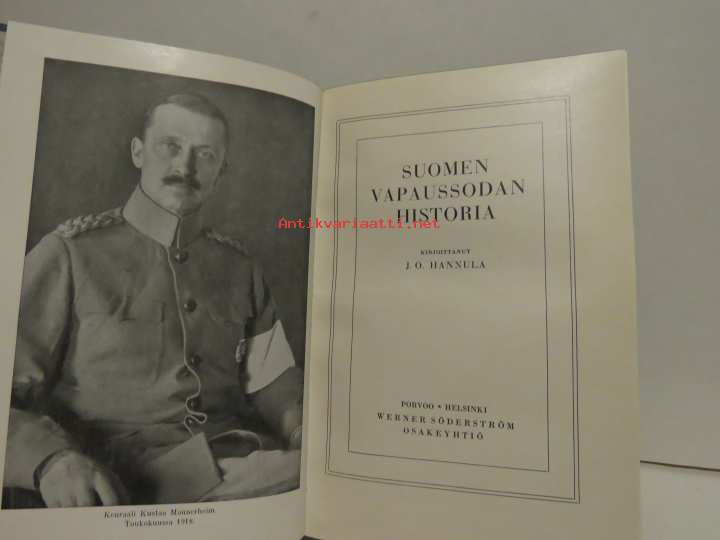 Kenraali Kustaa Mannerheim
Toukokuussa 1918.
SUOMEN
VAPAUSSODAN
HISTORIA
Antikvariaatti.net
KIRJOITTANUT
J. O. HANNULA
PORVOO • HELSINKI
WERNER SÖDERSTRÖM
OSAKEYHTIÖ